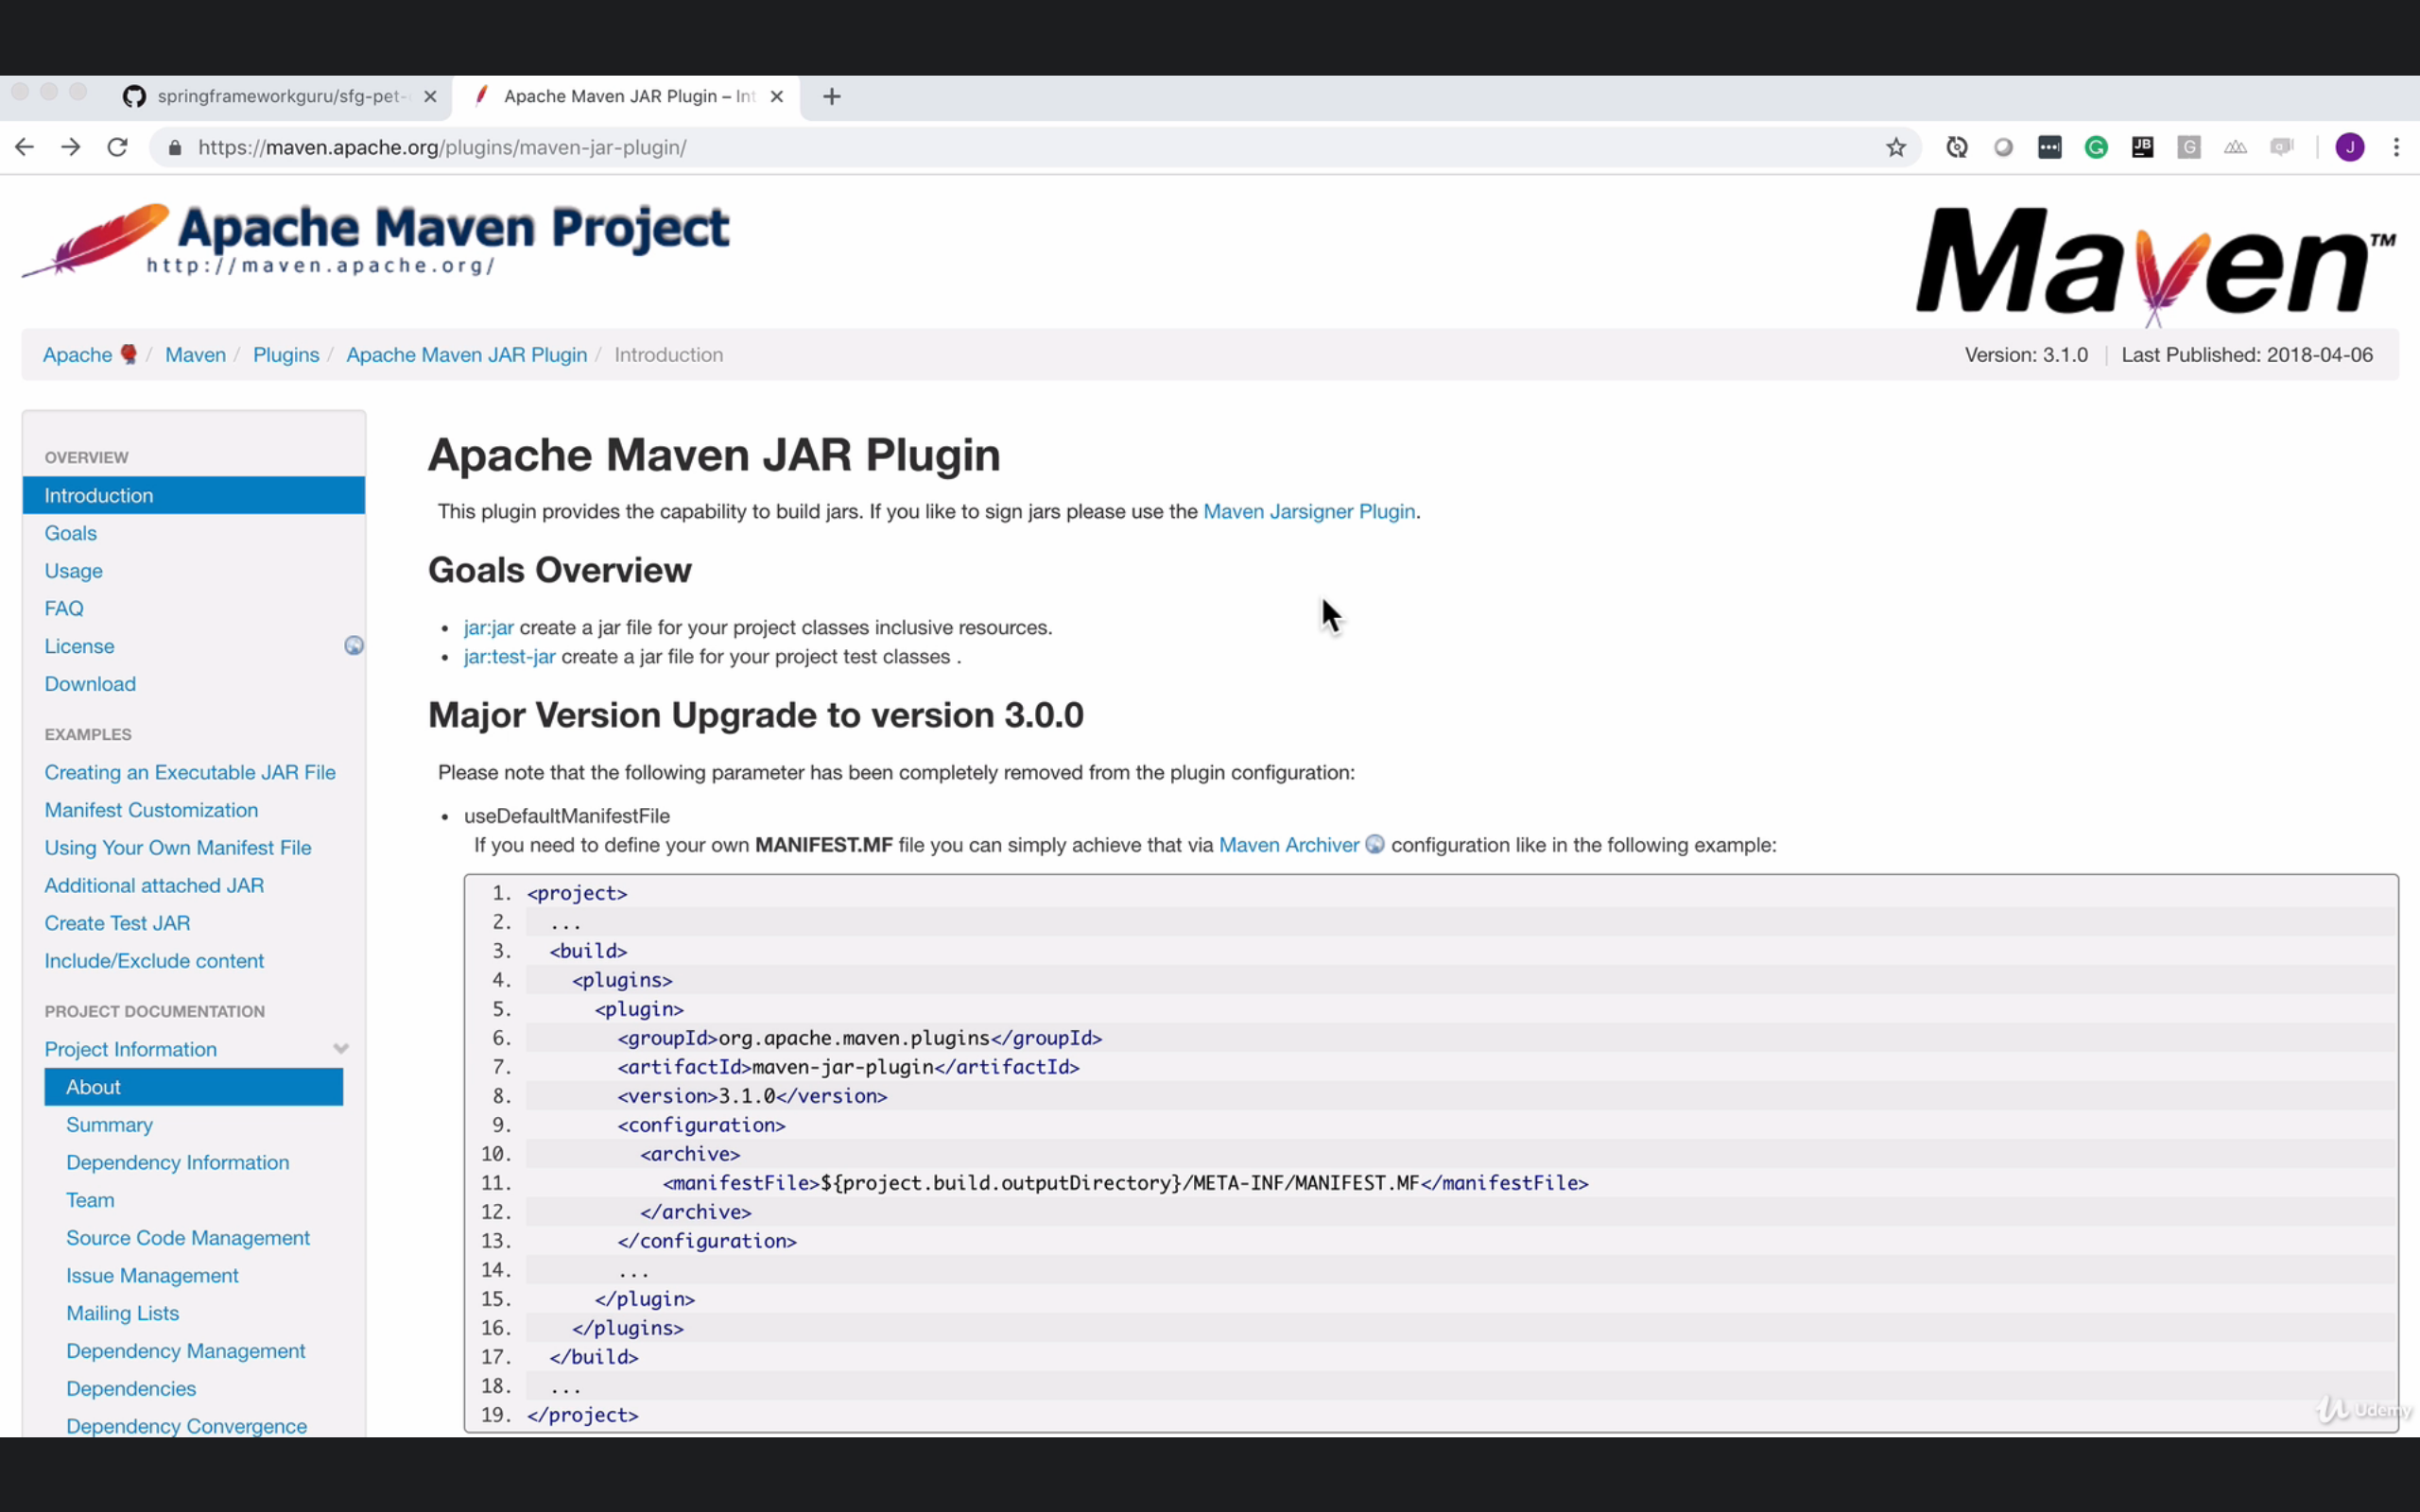 springframeworkguru/sfg-pet-
Apache Maven JAR Plugin – Int
https://maven.apache.org/plugins/maven-jar-plugin/
JB
G
J
Apache Maven Project
http://maven.apache.org/
Maven™
Apache / Maven / Plugins / Apache Maven JAR Plugin / Introduction
Version: 3.1.0 | Last Published: 2018-04-06
OVERVIEW
Introduction
Goals
Usage
FAQ
License
Download
EXAMPLES
Creating an Executable JAR File
Manifest Customization
Using Your Own Manifest File
Additional attached JAR
Create Test JAR
Include/Exclude content
PROJECT DOCUMENTATION
Project Information
About
Summary
Dependency Information
Team
Source Code Management
Issue Management
Mailing Lists
Dependency Management
Dependencies
Dependency Convergence
Apache Maven JAR Plugin
This plugin provides the capability to build jars. If you like to sign jars please use the Maven Jarsigner Plugin.
Goals Overview
• jar:jar create a jar file for your project classes inclusive resources.
• jar:test-jar create a jar file for your project test classes .
Major Version Upgrade to version 3.0.0
Please note that the following parameter has been completely removed from the plugin configuration:
• useDefaultManifestFile
If you need to define your own MANIFEST.MF file you can simply achieve that via Maven Archiver configuration like in the following example:
1. <project>
2.   ...
3.   <build>
4.     <plugins>
5.       <plugin>
6.         <groupId>org.apache.maven.plugins</groupId>
7.         <artifactId>maven-jar-plugin</artifactId>
8.         <version>3.1.0</version>
9.         <configuration>
10.           <archive>
11.             <manifestFile>${project.build.outputDirectory}/META-INF/MANIFEST.MF</manifestFile>
12.           </archive>
13.         </configuration>
14.         ...
15.       </plugin>
16.     </plugins>
17.   </build>
18.   ...
19. </project>
Udemy